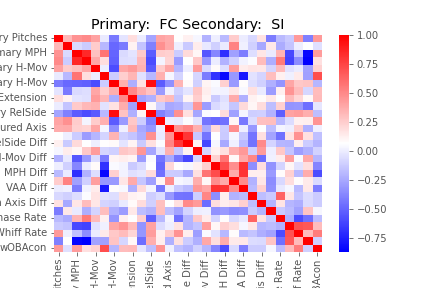 Primary:  FC Secondary:  SI
ry Pitches
mary MPH
ary H-Mov
ary H-Mov
Extension
ry RelSide
ured Axis
elSide Diff
H-Mov Diff
MPH Diff
VAA Diff
n Axis Diff
hase Rate
Whiff Rate
wOBAcon
itches
y MPH
H-Mov
H-Mov
ension
elSide
d Axis
e Diff
v Diff
H Diff
A Diff
is Diff
e Rate
f Rate
BAcon
1.00
0.75
0.50
0.25
0.00
−0.25
−0.50
−0.75